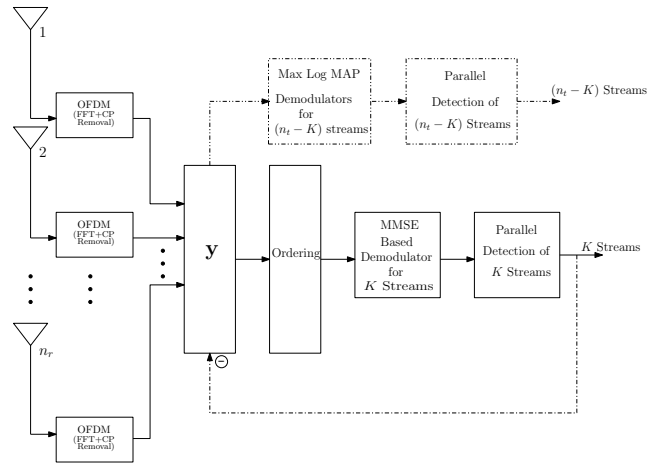 1
OFDM
(FFT+CP
Removal)
2
OFDM
(FFT+CP
Removal)
n_r
OFDM
(FFT+CP
Removal)
y
Ordering
Max Log MAP
Demodulators
for
(n_t − K) streams
Parallel
Detection of
(n_t − K) Streams
(n_t − K) Streams
MMSE
Based
Demodulator
for
K Streams
Parallel
Detection of
K Streams
K Streams
−